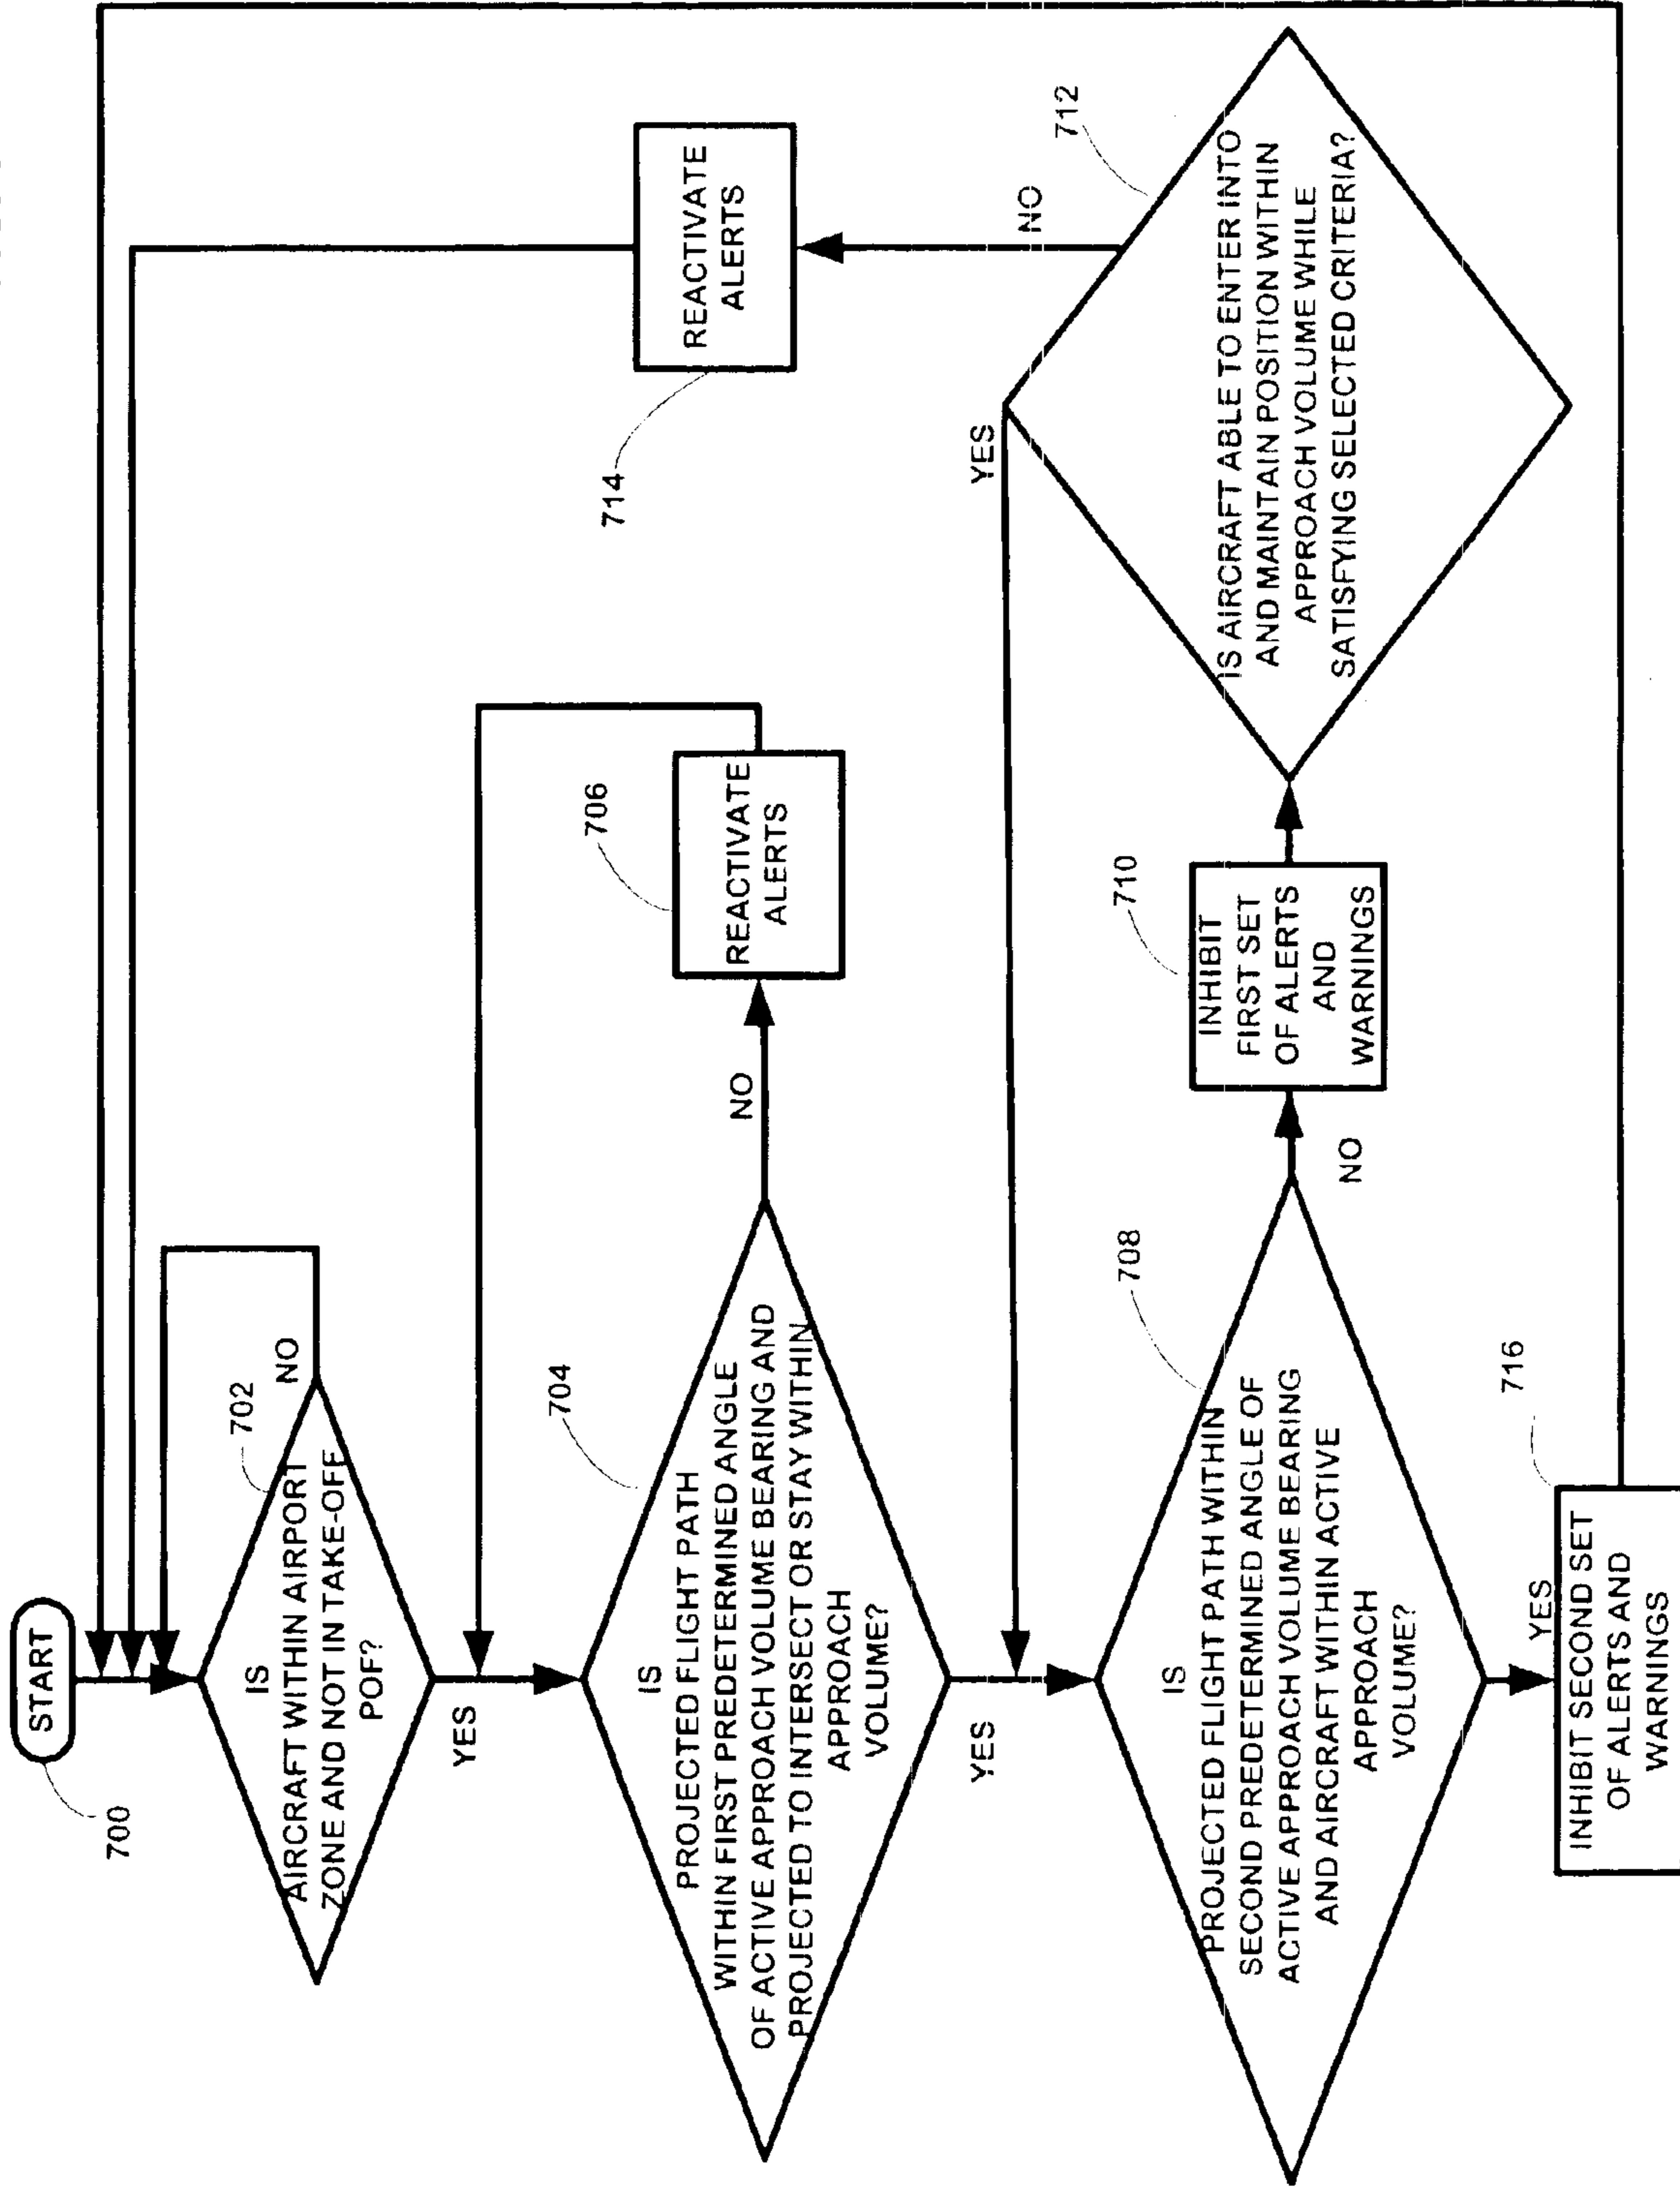 START
700
IS
AIRCRAFT WITHIN AIRPORT
ZONE AND NOT IN TAKE-OFF
POF?
702
NO
YES
IS
PROJECTED FLIGHT PATH
WITHIN FIRST PREDETERMINED ANGLE
OF ACTIVE APPROACH VOLUME BEARING AND
PROJECTED TO INTERSECT OR STAY WITHIN
APPROACH
VOLUME?
704
NO
REACTIVATE
ALERTS
706
YES
IS
PROJECTED FLIGHT PATH WITHIN
SECOND PREDETERMINED ANGLE OF
ACTIVE APPROACH VOLUME BEARING
AND AIRCRAFT WITHIN ACTIVE
APPROACH
VOLUME?
708
NO
INHIBIT
FIRST SET
OF ALERTS
AND
WARNINGS
710
IS AIRCRAFT ABLE TO ENTER INTO
AND MAINTAIN POSITION WITHIN
APPROACH VOLUME WHILE
SATISFYING SELECTED CRITERIA?
712
YES
NO
REACTIVATE
ALERTS
714
YES
INHIBIT SECOND SET
OF ALERTS AND
WARNINGS
716